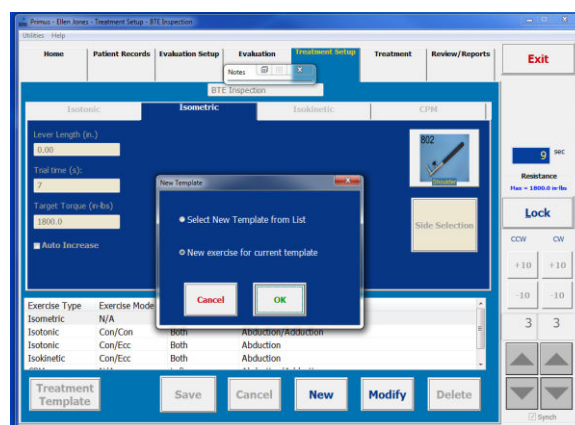 Primus - Ellen Jones - Treatment Setup - BTE Inspection
Utilities Help
Home Patient Records Evaluation Setup Evaluation Treatment Setup Treatment Review/Reports
Exit
Notes
BTE Inspection
Isotonic Isometric Isokinetic CPM
Lever Length (in.)
0.00
802
Trial time (s):
7
Shoulder
Target Torque (in-lbs)
1800.0
Side Selection
Auto Increase
New Template
Select New Template from List
New exercise for current template
Cancel OK
9 sec
Resistance
Max = 1800.0 in-lbs
Lock
CCW CW
+10 +10
-10 -10
3 3
Synch
Exercise Type Exercise Mode
Isometric N/A
Isotonic Con/Con Both Abduction/Adduction
Isotonic Con/Ecc Both Abduction
Isokinetic Con/Ecc Both Abduction
Treatment
Template
Save Cancel New Modify Delete